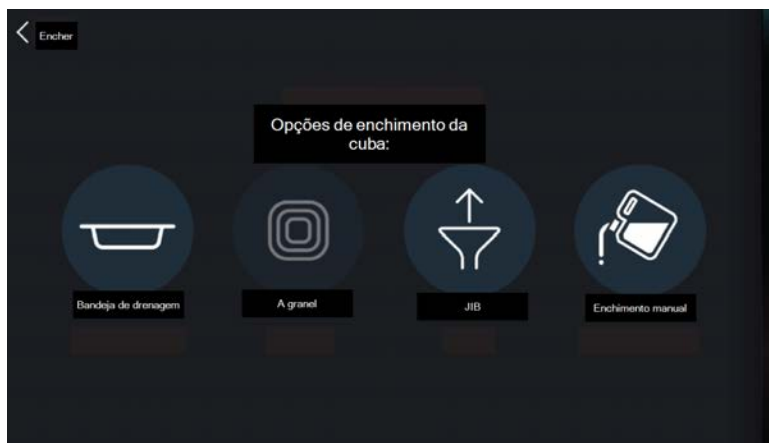 Encher
Opções de enchimento da
cuba:
Bandeja de drenagem
A granel
JIB
Enchimento manual